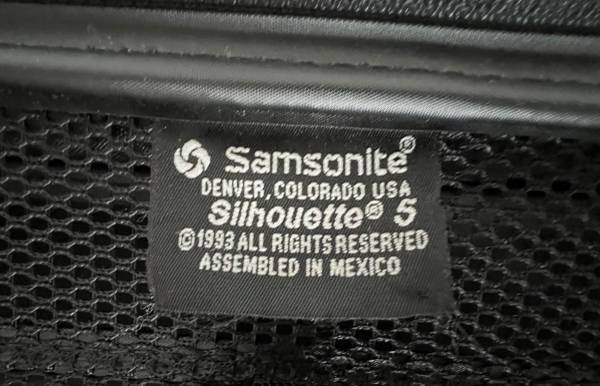 Samsonite®
DENVER, COLORADO USA
Silhouette® 5
©1993 ALL RIGHTS RESERVED
ASSEMBLED IN MEXICO